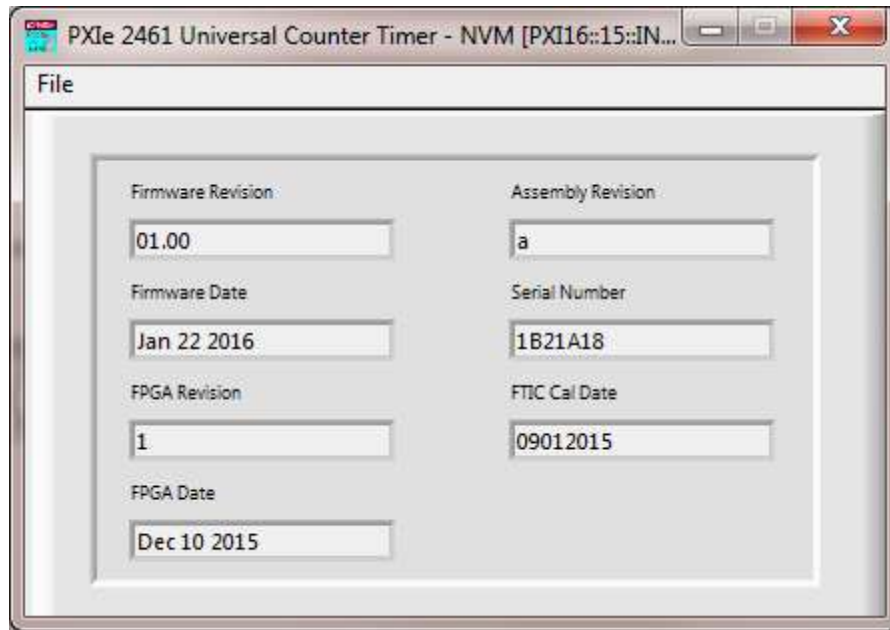 PXIe 2461 Universal Counter Timer - NVM [PXI16::15::IN...
File
Firmware Revision
01.00
Assembly Revision
a
Firmware Date
Jan 22 2016
Serial Number
1B21A18
FPGA Revision
1
FTIC Cal Date
09012015
FPGA Date
Dec 10 2015